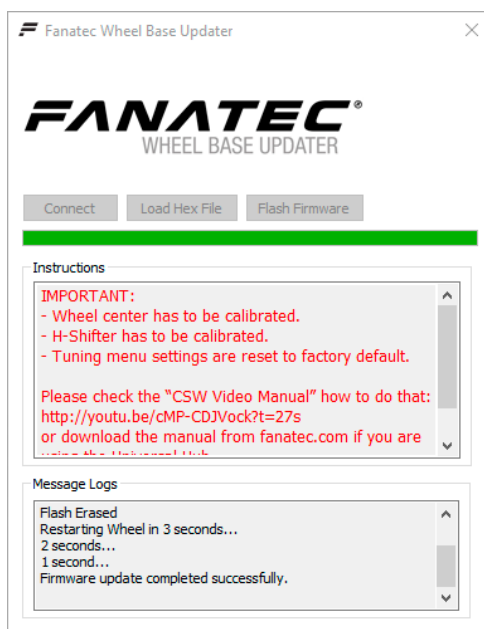 Fanatec Wheel Base Updater
FANATEC®
WHEEL BASE UPDATER
Connect
Load Hex File
Flash Firmware
Instructions
IMPORTANT:
- Wheel center has to be calibrated.
- H-Shifter has to be calibrated.
- Tuning menu settings are reset to factory default.
Please check the “CSW Video Manual” how to do that:
http://youtu.be/cMP-CDJVock?t=27s
or download the manual from fanatec.com if you are
using the Universal Hub
Message Logs
Flash Erased
Restarting Wheel in 3 seconds...
2 seconds...
1 second...
Firmware update completed successfully.